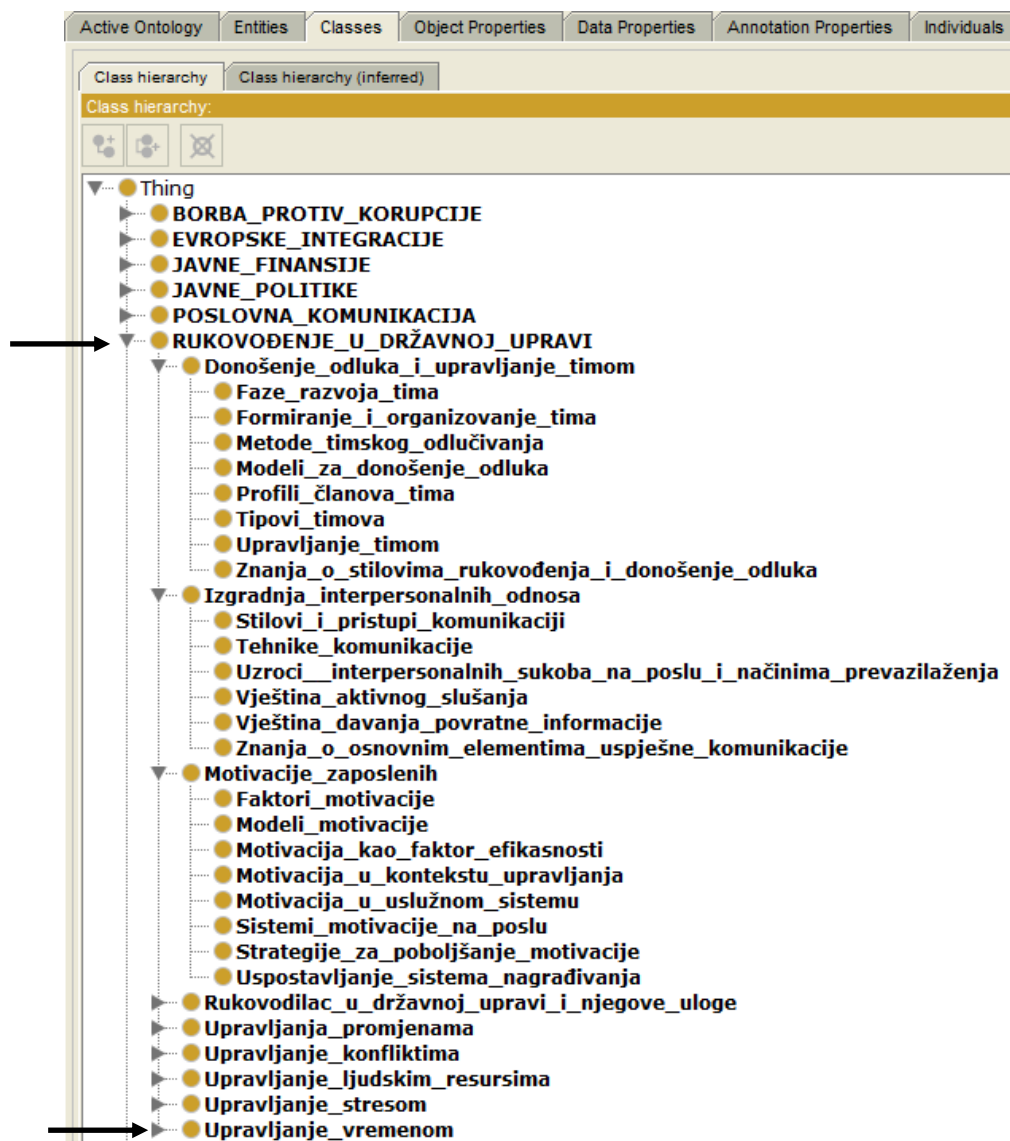 Active Ontology Entities Classes Object Properties Data Properties Annotation Properties Individuals
Class hierarchy Class hierarchy (inferred)
Class hierarchy:
Thing
BORBA_PROTIV_KORUPCIJE
EVROPSKE_INTEGRACIJE
JAVNE_FINANSIJE
JAVNE_POLITIKE
POSLOVNA_KOMUNIKACIJA
RUKOVOĐENJE_U_DRŽAVNOJ_UPRAVI
Donošenje_odluka_i_upravljanje_timom
Faze_razvoja_tima
Formiranje_i_organizovanje_tima
Metode_timskog_odlučivanja
Modeli_za_donošenje_odluka
Profili_članova_tima
Tipovi_timova
Upravljanje_timom
Znanja_o_stilovima_rukovođenja_i_donošenje_odluka
Izgradnja_interpersonalnih_odnosa
Stilovi_i_pristupi_komunikaciji
Tehnike_komunikacije
Uzroci__interpersonalnih_sukoba_na_poslu_i_načinima_prevazilaženja
Vještina_aktivnog_slušanja
Vještina_davanja_povratne_informacije
Znanja_o_osnovnim_elementima_uspješne_komunikacije
Motivacije_zaposlenih
Faktori_motivacije
Modeli_motivacije
Motivacija_kao_faktor_efikasnosti
Motivacija_u_kontekstu_upravljanja
Motivacija_u_uslužnom_sistemu
Sistemi_motivacije_na_poslu
Strategije_za_poboljšanje_motivacije
Uspostavljanje_sistema_nagrađivanja
Rukovodilac_u_državnoj_upravi_i_njegove_uloge
Upravljanja_promjenama
Upravljanje_konfliktima
Upravljanje_ljudskim_resursima
Upravljanje_stresom
Upravljanje_vremenom